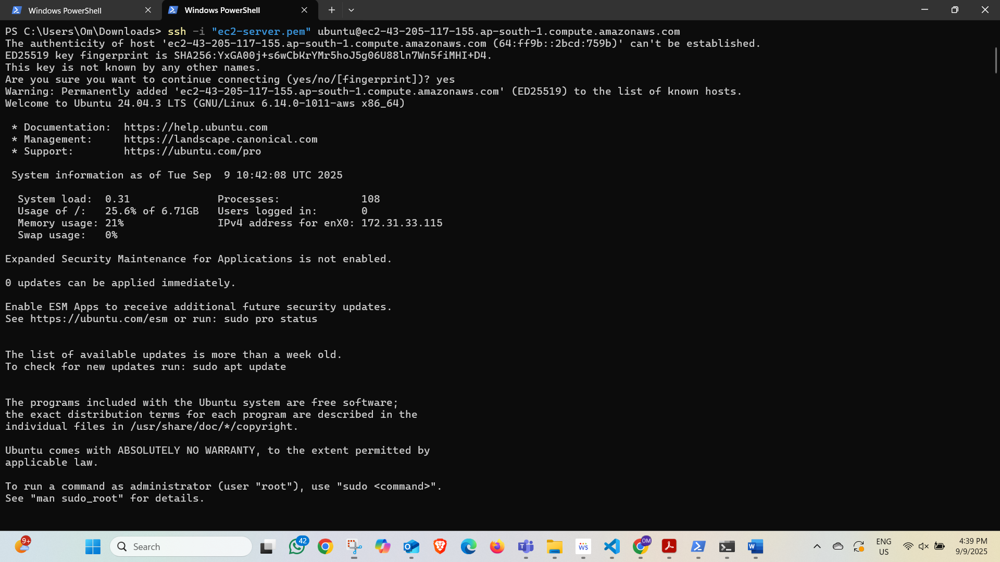 Windows PowerShell
Windows PowerShell
PS C:\Users\Om\Downloads> ssh -i "ec2-server.pem" ubuntu@ec2-43-205-117-155.ap-south-1.compute.amazonaws.com
The authenticity of host 'ec2-43-205-117-155.ap-south-1.compute.amazonaws.com (64:ff9b::2bcd:759b)' can't be established.
ED25519 key fingerprint is SHA256:YxGA00j+s6wCbKrYMr5hoJ5g06U88ln7Wn5fiMHI+D4.
This key is not known by any other names.
Are you sure you want to continue connecting (yes/no/[fingerprint])? yes
Warning: Permanently added 'ec2-43-205-117-155.ap-south-1.compute.amazonaws.com' (ED25519) to the list of known hosts.
Welcome to Ubuntu 24.04.3 LTS (GNU/Linux 6.14.0-1011-aws x86_64)
* Documentation:  https://help.ubuntu.com
* Management:     https://landscape.canonical.com
* Support:        https://ubuntu.com/pro
System information as of Tue Sep  9 10:42:08 UTC 2025
System load:  0.31              Processes:             108
Usage of /:   25.6% of 6.71GB   Users logged in:       0
Memory usage: 21%               IPv4 address for enX0: 172.31.33.115
Swap usage:   0%
Expanded Security Maintenance for Applications is not enabled.
0 updates can be applied immediately.
Enable ESM Apps to receive additional future security updates.
See https://ubuntu.com/esm or run: sudo pro status
The list of available updates is more than a week old.
To check for new updates run: sudo apt update
The programs included with the Ubuntu system are free software;
the exact distribution terms for each program are described in the
individual files in /usr/share/doc/*/copyright.
Ubuntu comes with ABSOLUTELY NO WARRANTY, to the extent permitted by
applicable law.
To run a command as administrator (user "root"), use "sudo <command>".
See "man sudo_root" for details.
9+
Search
42
WS
OM
ENG
US
4:39 PM
9/9/2025